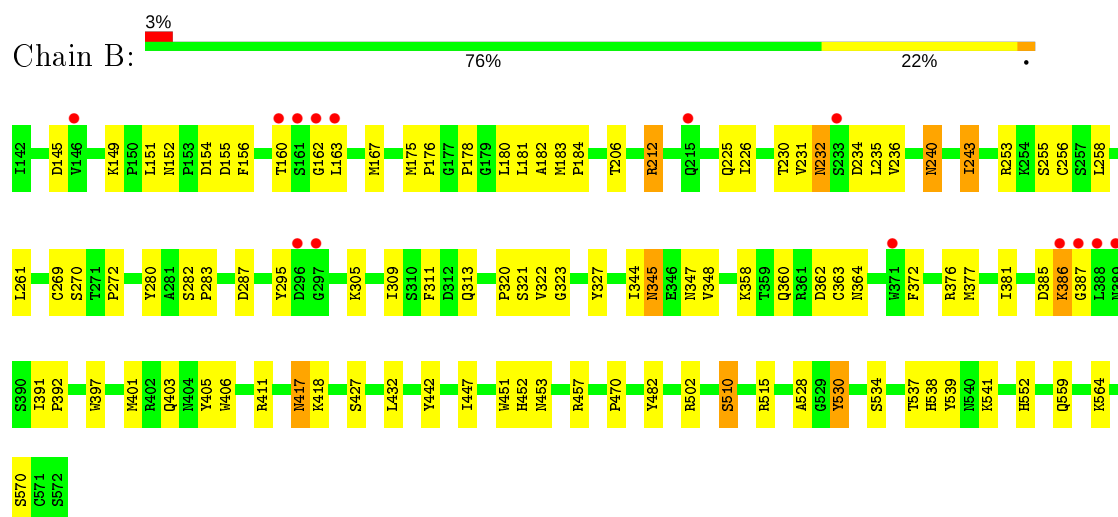 3%
Chain B:
76% 22% •
I142 D145 V146 K149 P150 L151 N152 P153 D154 D155 F156 T160 S161 G162 L163 M167 M175 P176 G177 P178 G179 L180 L181 A182 M183 P184 T206 R212 Q215 Q225 I226 T230 V231 N232 S233 D234 L235 V236 N240 I243 R253 K254 S255 C256 S257 L258
L261 C269 S270 T271 P272 Y280 A281 S282 P283 D287 Y295 D296 G297 K305 I309 S310 F311 D312 Q313 P320 S321 V322 G323 Y327 I344 N345 E346 N347 V348 K358 T359 Q360 R361 D362 C363 N364 W371 F372 R376 M377 I381 D385 K386 G387 L388 N389
S390 I391 P392 W397 M401 R402 Q403 N404 Y405 W406 R411 N417 K418 S427 L432 Y442 I447 W451 H452 N453 R457 P470 Y482 R502 S510 R515 A528 G529 Y530 S534 T537 H538 Y539 N540 K541 H552 Q559 K564
S570 C571 S572